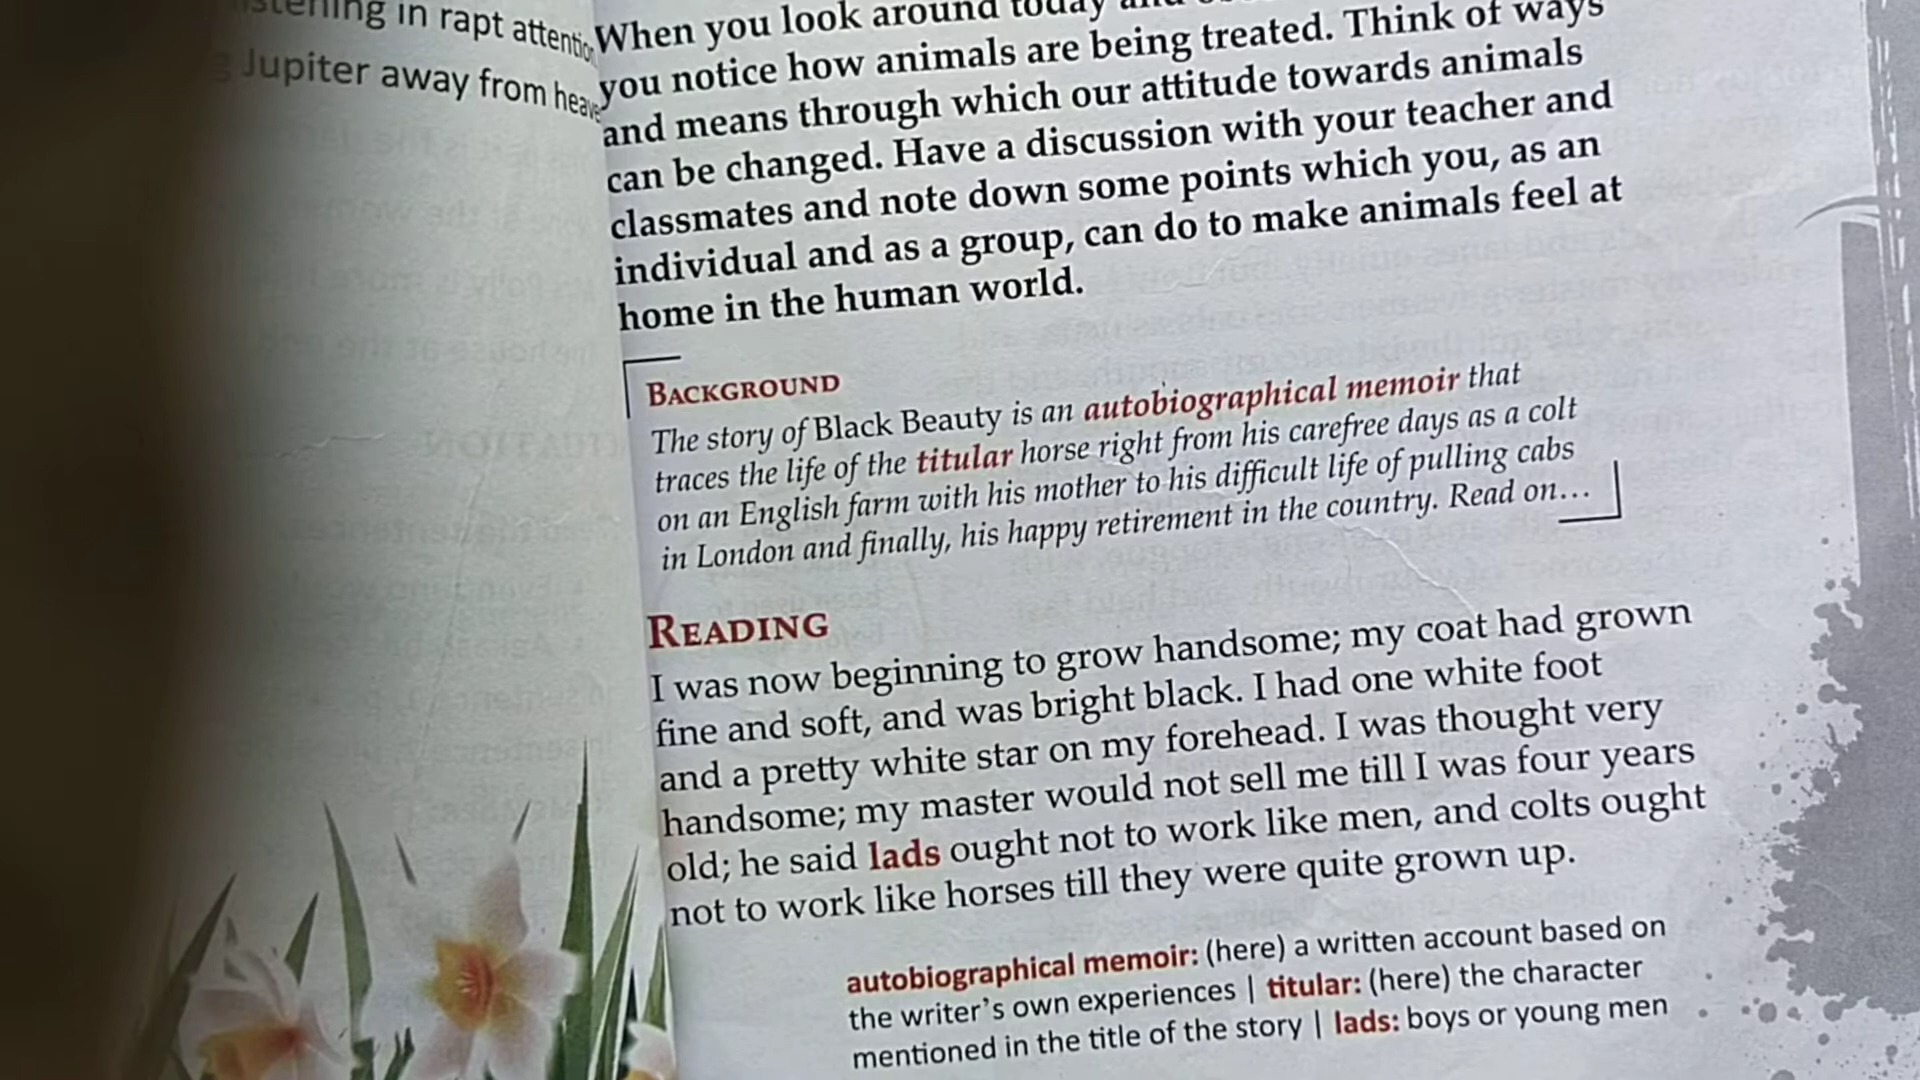 in rapt attention
Jupiter away from
When you look around today
you notice how animals are being treated. Think of ways
and means through which our attitude towards animals
can be changed. Have a discussion with your teacher and
classmates and note down some points which you, as an
individual and as a group, can do to make animals feel at
home in the human world.
BACKGROUND
The story of Black Beauty is an autobiographical memoir that
traces the life of the titular horse right from his carefree days as a colt
on an English farm with his mother to his difficult life of pulling cabs
in London and finally, his happy retirement in the country. Read on...
READING
I was now beginning to grow handsome; my coat had grown
fine and soft, and was bright black. I had one white foot
and a pretty white star on my forehead. I was thought very
handsome; my master would not sell me till I was four years
old; he said lads ought not to work like men, and colts ought
not to work like horses till they were quite grown up.
autobiographical memoir: (here) a written account based on
the writer's own experiences | titular: (here) the character
mentioned in the title of the story | lads: boys or young men